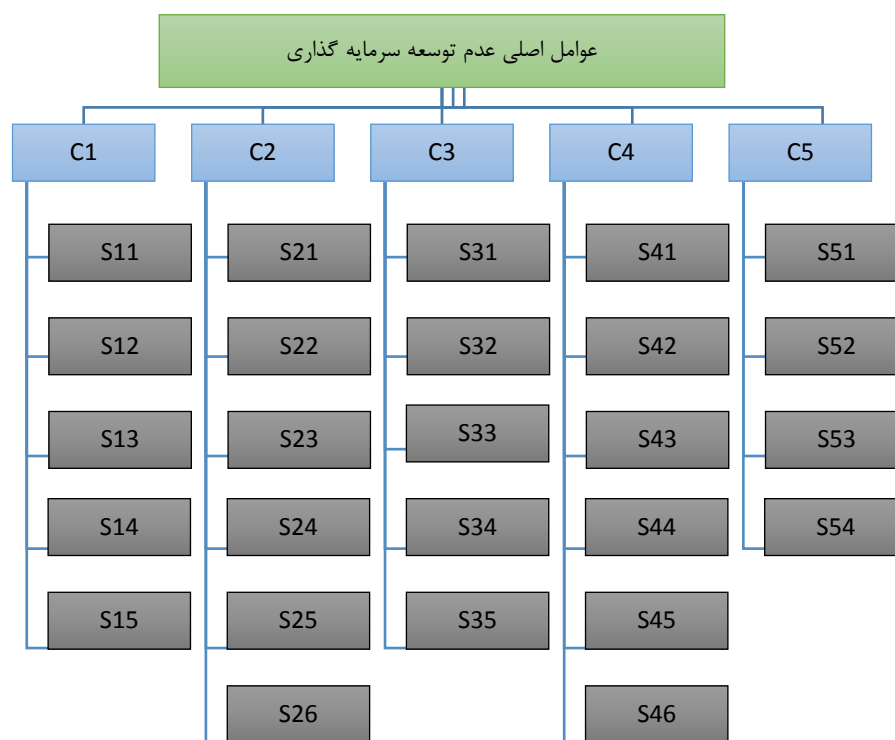 عوامل اصلی عدم توسعه سرمایه گذاری
C1
C2
C3
C4
C5
S11
S21
S31
S41
S51
S12
S22
S32
S42
S52
S13
S23
S33
S43
S53
S14
S24
S34
S44
S54
S15
S25
S35
S45
S26
S46